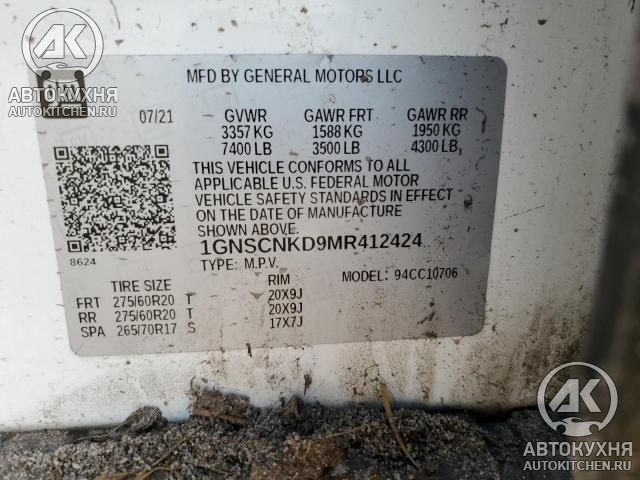 АВТОКУХНЯ
AUTOKITCHEN.RU
MFD BY GENERAL MOTORS LLC
07/21 GVWR GAWR FRT GAWR RR
3357 KG 1588 KG 1950 KG
7400 LB 3500 LB 4300 LB
THIS VEHICLE CONFORMS TO ALL
APPLICABLE U.S. FEDERAL MOTOR
VEHICLE SAFETY STANDARDS IN EFFECT
ON THE DATE OF MANUFACTURE
SHOWN ABOVE.
1GNSCNKD9MR412424
8624 TYPE: M.P.V. MODEL: 94CC10706
TIRE SIZE RIM
FRT 275/60R20 T 20X9J
RR 275/60R20 T 20X9J
SPA 265/70R17 S 17X7J
АК
АВТОКУХНЯ
AUTOKITCHEN.RU